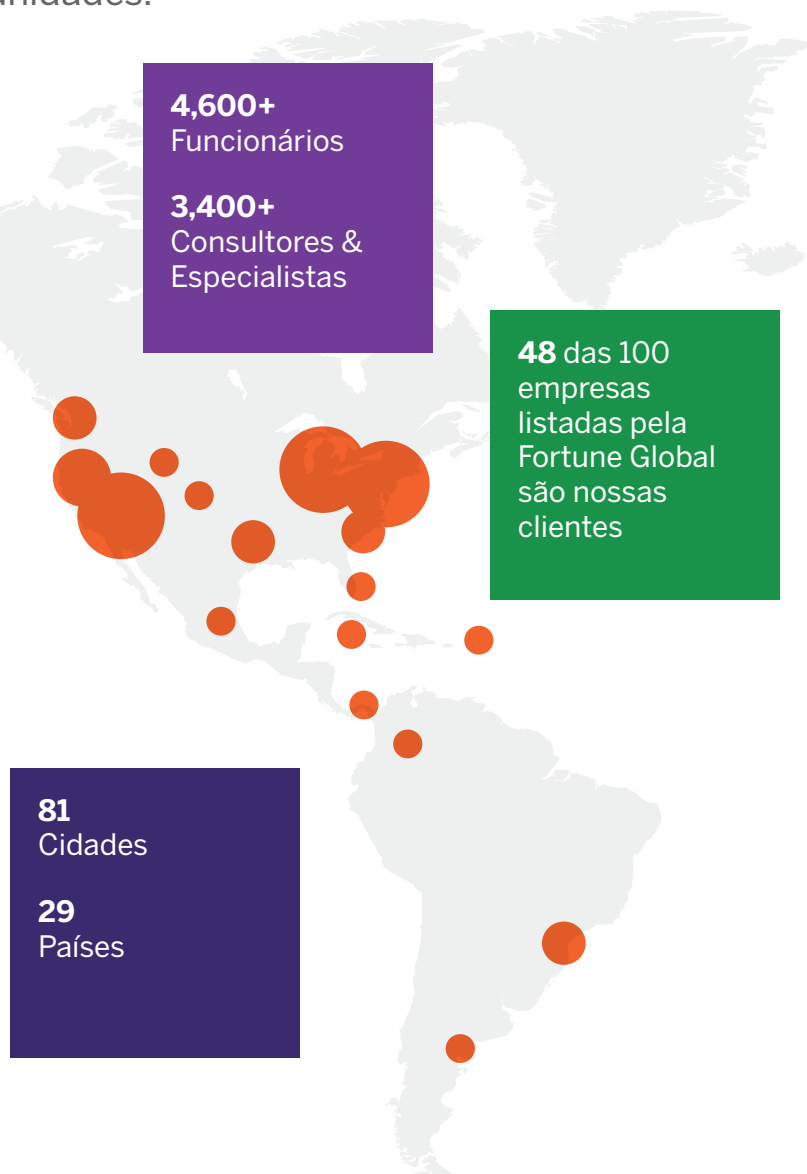 4,600+
Funcionários
3,400+
Consultores &
Especialistas
48 das 100
empresas
listadas pela
Fortune Global
são nossas
clientes
81
Cidades
29
Países